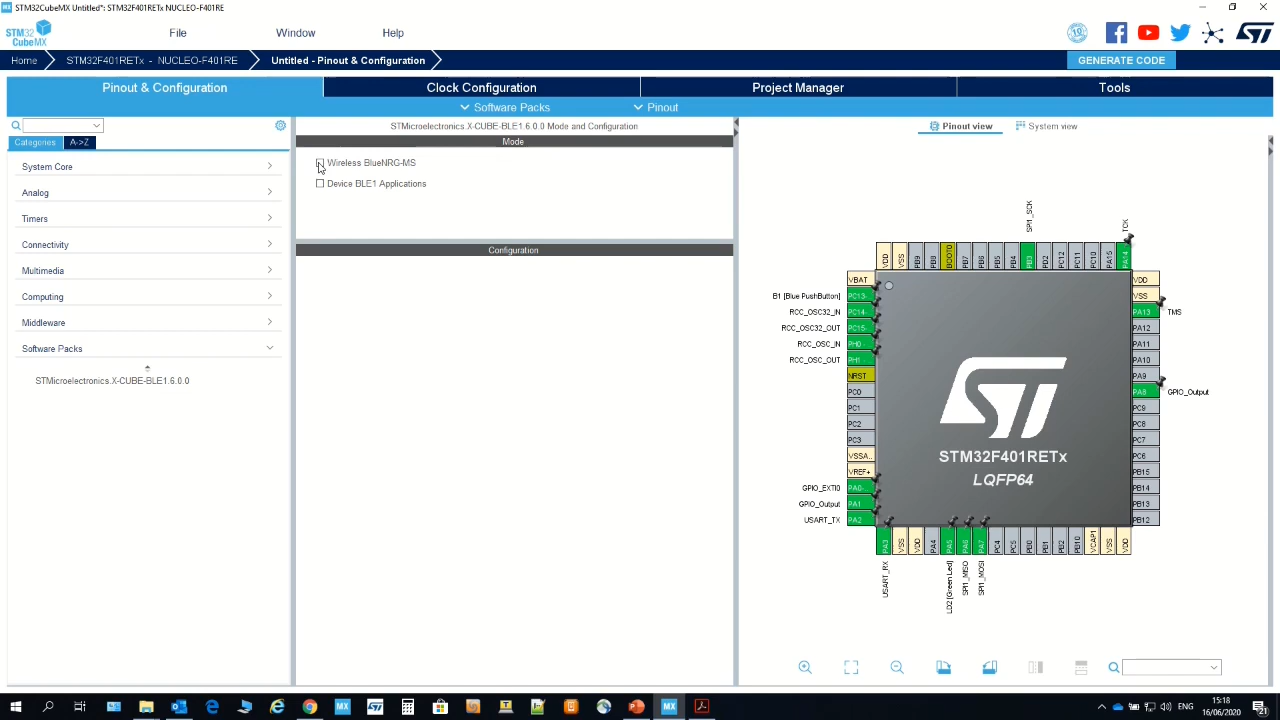 STM32CubeMX Untitled*: STM32F401RETx NUCLEO-F401RE
STM32 CubeMX
File Window Help
10
Home STM32F401RETx - NUCLEO-F401RE Untitled - Pinout & Configuration GENERATE CODE
Pinout & Configuration Clock Configuration Project Manager Tools
Software Packs Pinout
STMicroelectronics.X-CUBE-BLE1.6.0.0 Mode and Configuration
Pinout view System view
Categories A->Z
Mode
Wireless BlueNRG-MS
Device BLE1 Applications
Configuration
System Core
Analog
Timers
Connectivity
Multimedia
Computing
Middleware
Software Packs
STMicroelectronics.X-CUBE-BLE1.6.0.0
SPI1_SCK
TCK
VDD VSS PB9 PB8 BOOT0 PB7 PB6 PB5 PB4 PB3 PD2 PC12 PC11 PC10 PA15 PA14
VBAT VDD
B1 [Blue PushButton] PC13- VSS
RCC_OSC32_IN PC14- PA13 TMS
RCC_OSC32_OUT PC15- PA12
RCC_OSC_IN PH0 - PA11
RCC_OSC_OUT PH1 - PA10
NRST PA9
PC0 PA8 GPIO_Output
PC1 PC9
PC2 PC8
PC3 PC7
VSSA.. PC6
VREF+ PB15
GPIO_EXTI0 PA0-.. PB14
GPIO_Output PA1 PB13
USART_TX PA2 PB12
STM32F401RETx
LQFP64
PA3 VSS VDD PA4 PA5 PA6 PA7 PC4 PC5 PB0 PB1 PB2 PB10 VCAP1 VSS VDD
USART_RX
LD2 [Green Led]
SPI1_MISO
SPI1_MOSI
ENG
15:18
16/06/2020
21